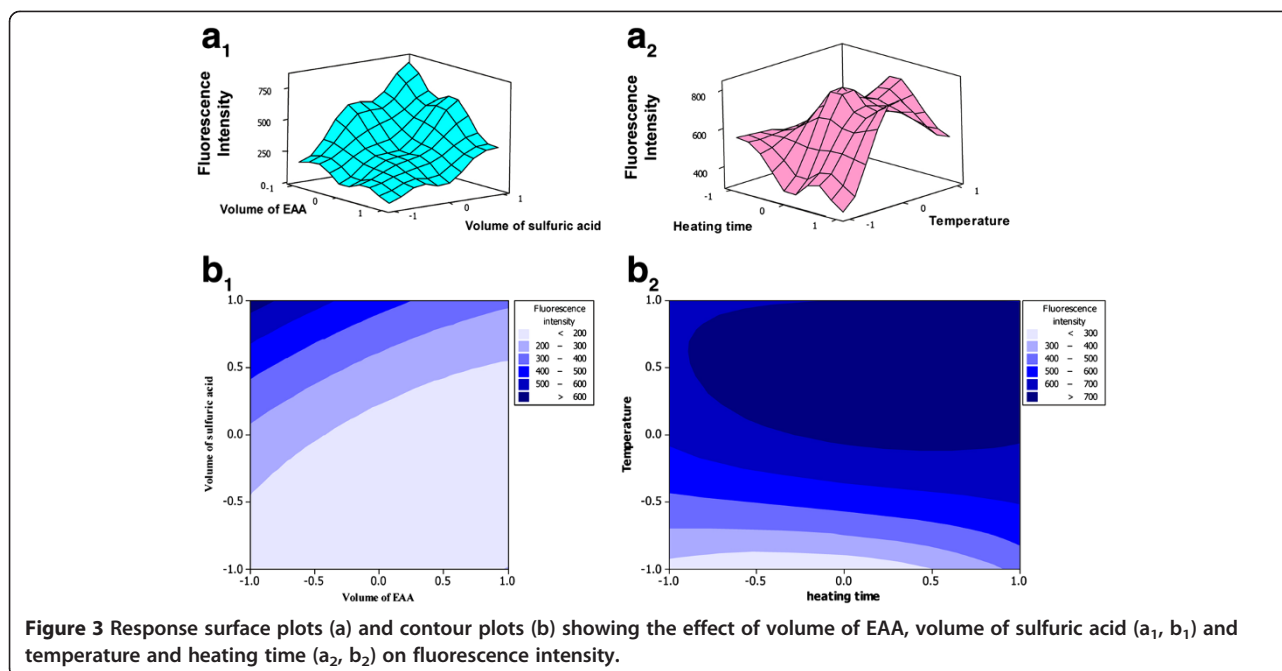 a₁
Fluorescence
Intensity
750
500
250
0
-1
0
1
Volume of EAA
-1
0
1
Volume of sulfuric acid
a₂
Fluorescence
Intensity
800
600
400
-1
0
1
Heating time
-1
0
1
Temperature
b₁
Volume of sulfuric acid
1.0
0.5
0.0
-0.5
-1.0
-1.0 -0.5 0.0 0.5 1.0
Volume of EAA
Fluorescence
intensity
< 200
200 – 300
300 – 400
400 – 500
500 – 600
> 600
b₂
Temperature
1.0
0.5
0.0
-0.5
-1.0
-1.0 -0.5 0.0 0.5 1.0
heating time
Fluorescence
intensity
< 300
300 – 400
400 – 500
500 – 600
600 – 700
> 700
Figure 3 Response surface plots (a) and contour plots (b) showing the effect of volume of EAA, volume of sulfuric acid (a₁, b₁) and
temperature and heating time (a₂, b₂) on fluorescence intensity.